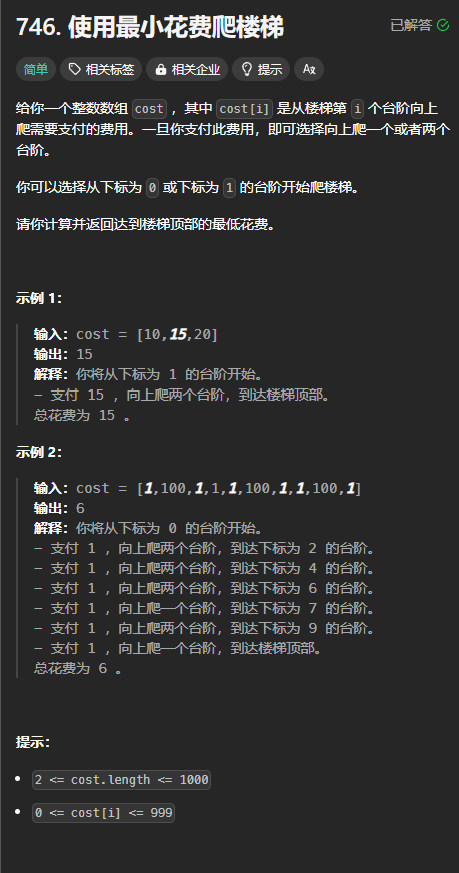 746. 使用最小花费爬楼梯
已解答
简单 相关标签 相关企业 提示 Ax
给你一个整数数组 cost ，其中 cost[i] 是从楼梯第 i 个台阶向上
爬需要支付的费用。一旦你支付此费用，即可选择向上爬一个或者两个
台阶。
你可以选择从下标为 0 或下标为 1 的台阶开始爬楼梯。
请你计算并返回达到楼梯顶部的最低花费。
示例 1：
输入：cost = [10,15,20]
输出：15
解释：你将从下标为 1 的台阶开始。
- 支付 15 ，向上爬两个台阶，到达楼梯顶部。
总花费为 15 。
示例 2：
输入：cost = [1,100,1,1,1,100,1,1,100,1]
输出：6
解释：你将从下标为 0 的台阶开始。
- 支付 1 ，向上爬两个台阶，到达下标为 2 的台阶。
- 支付 1 ，向上爬两个台阶，到达下标为 4 的台阶。
- 支付 1 ，向上爬两个台阶，到达下标为 6 的台阶。
- 支付 1 ，向上爬一个台阶，到达下标为 7 的台阶。
- 支付 1 ，向上爬两个台阶，到达下标为 9 的台阶。
- 支付 1 ，向上爬一个台阶，到达楼梯顶部。
总花费为 6 。
提示：
2 <= cost.length <= 1000
0 <= cost[i] <= 999